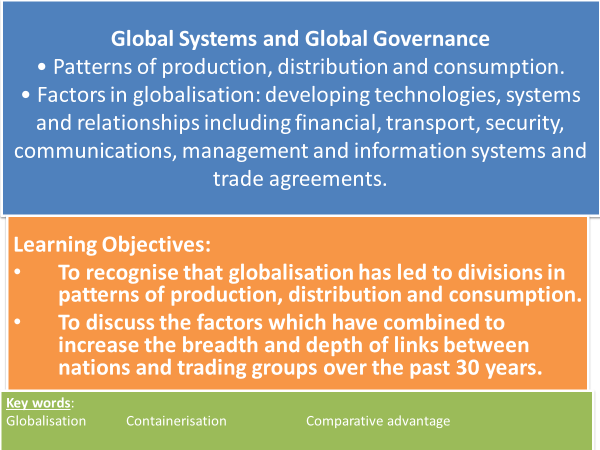 Global Systems and Global Governance
• Patterns of production, distribution and consumption.
• Factors in globalisation: developing technologies, systems
and relationships including financial, transport, security,
communications, management and information systems and
trade agreements.
Learning Objectives:
• To recognise that globalisation has led to divisions in
patterns of production, distribution and consumption.
• To discuss the factors which have combined to
increase the breadth and depth of links between
nations and trading groups over the past 30 years.
Key words:
Globalisation Containerisation Comparative advantage